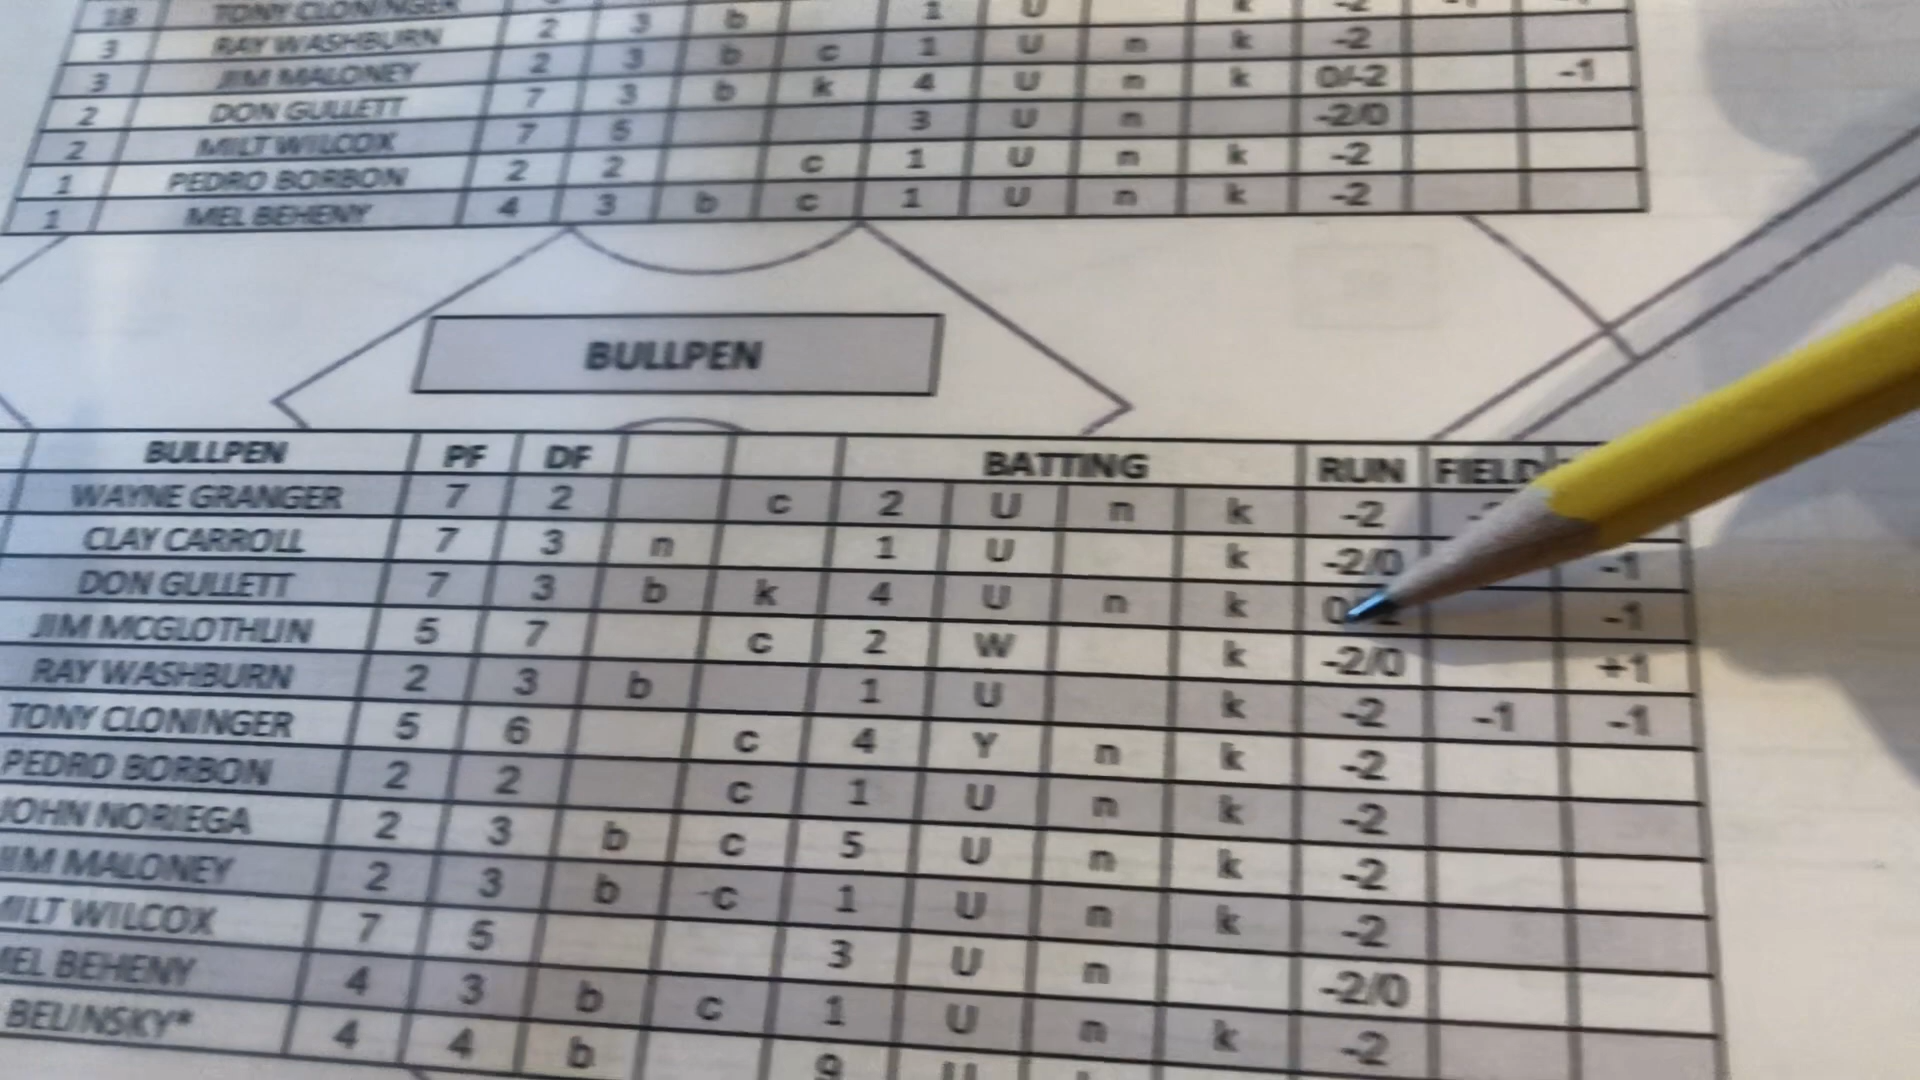 18 TONY CLONINGER b 1 U k -2 -1
3 RAY WASHBURN 2 3 b c 1 U n k -2
3 JIM MALONEY 2 3 b k 4 U n k 0/-2 -1
2 DON GULLETT 7 3 3 U n -2/0
2 MILT WILCOX 7 5 c 1 U n k -2
1 PEDRO BORBON 2 2 b c 1 U n k -2
1 MEL BEHENY 4 3
BULLPEN
BULLPEN PF DF BATTING RUN FIELD
WAYNE GRANGER 7 2 c 2 U n k -2
CLAY CARROLL 7 3 n 1 U k -2/0 -1
DON GULLETT 7 3 b k 4 U n k -1
JIM MCGLOTHLIN 5 7 c 2 W k -2/0 +1
RAY WASHBURN 2 3 b 1 U k -2 -1 -1
TONY CLONINGER 5 6 c 4 Y n k -2
PEDRO BORBON 2 2 c 1 U n k -2
JOHN NORIEGA 2 3 b c 5 U n k -2
JIM MALONEY 2 3 b c 1 U n k -2
MILT WILCOX 7 5 3 U n -2/0
MEL BEHENY 4 3 b c 1 U n k -2
BELINSKY* 4 4 b 9 U